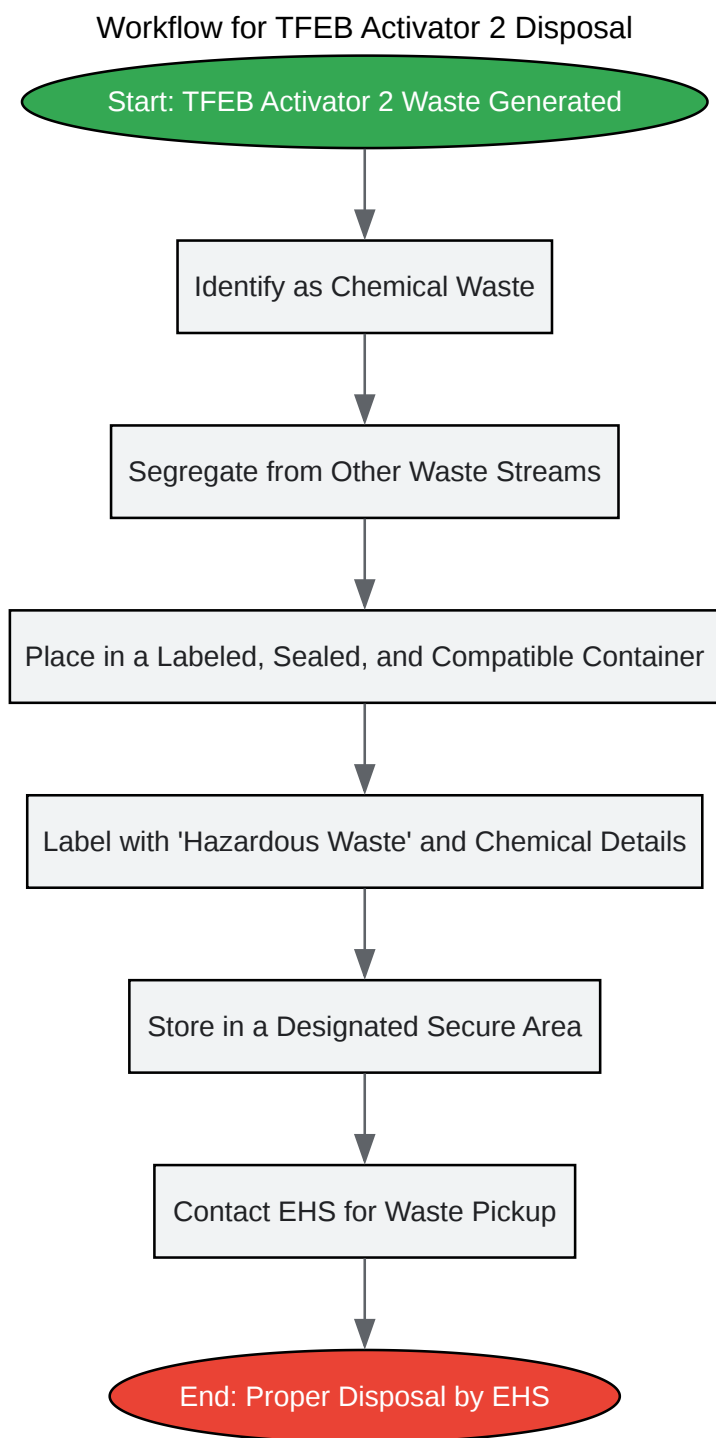 Workflow for TFEB Activator 2 Disposal
Start: TFEB Activator 2 Waste Generated
Identify as Chemical Waste
Segregate from Other Waste Streams
Place in a Labeled, Sealed, and Compatible Container
Label with 'Hazardous Waste' and Chemical Details
Store in a Designated Secure Area
Contact EHS for Waste Pickup
End: Proper Disposal by EHS